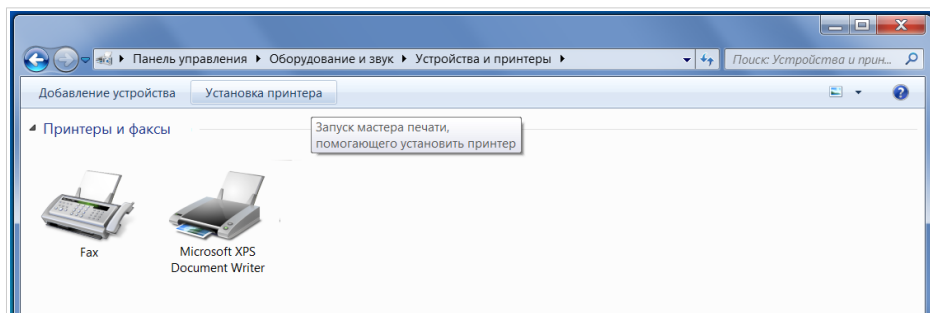 Панель управления ▸ Оборудование и звук ▸ Устройства и принтеры ▸
Поиск: Устройства и прин...
Добавление устройства
Установка принтера
Принтеры и факсы
Запуск мастера печати,
помогающего установить принтер
Fax
Microsoft XPS
Document Writer